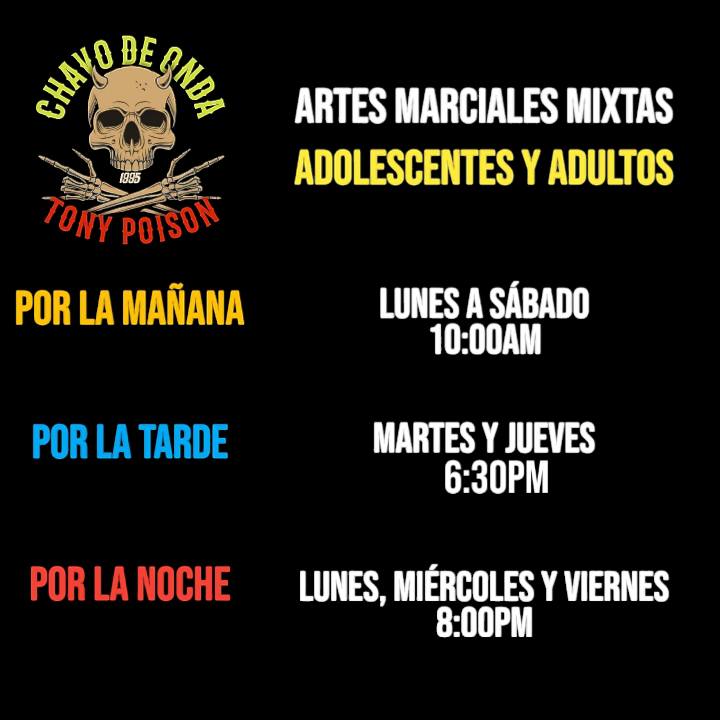 CHAVO DE ONDA
1995
TONY POISON
ARTES MARCIALES MIXTAS
ADOLESCENTES Y ADULTOS
POR LA MAÑANA
LUNES A SÁBADO
10:00AM
POR LA TARDE
MARTES Y JUEVES
6:30PM
POR LA NOCHE
LUNES, MIÉRCOLES Y VIERNES
8:00PM